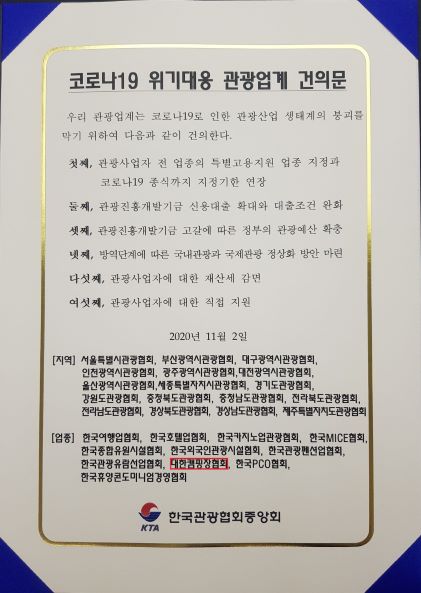 코로나19 위기대응 관광업계 건의문
우리 관광업계는 코로나19로 인한 관광산업 생태계의 붕괴를
막기 위하여 다음과 같이 건의한다.
첫째, 관광사업자 전 업종의 특별고용지원 업종 지정과
코로나19 종식까지 지정기한 연장
둘째, 관광진흥개발기금 신용대출 확대와 대출조건 완화
셋째, 관광진흥개발기금 고갈에 따른 정부의 관광예산 확충
넷째, 방역단계에 따른 국내관광과 국제관광 정상화 방안 마련
다섯째, 관광사업자에 대한 재산세 감면
여섯째, 관광사업자에 대한 직접 지원
2020년 11월 2일
[지역] 서울특별시관광협회, 부산광역시관광협회, 대구광역시관광협회,
인천광역시관광협회, 광주광역시관광협회,대전광역시관광협회,
울산광역시관광협회,세종특별자치시관광협회, 경기도관광협회,
강원도관광협회, 충청북도관광협회, 충청남도관광협회, 전라북도관광협회,
전라남도관광협회, 경상북도관광협회, 경상남도관광협회, 제주특별자치도관광협회
[업종] 한국여행업협회, 한국호텔업협회, 한국카지노업관광협회, 한국MICE협회,
한국종합유원시설협회, 한국외국인관광시설협회, 한국관광펜션업협회,
한국관광유람선업협회, 대한캠핑장협회, 한국PCO협회,
한국휴양콘도미니엄경영협회
KTA 한국관광협회중앙회